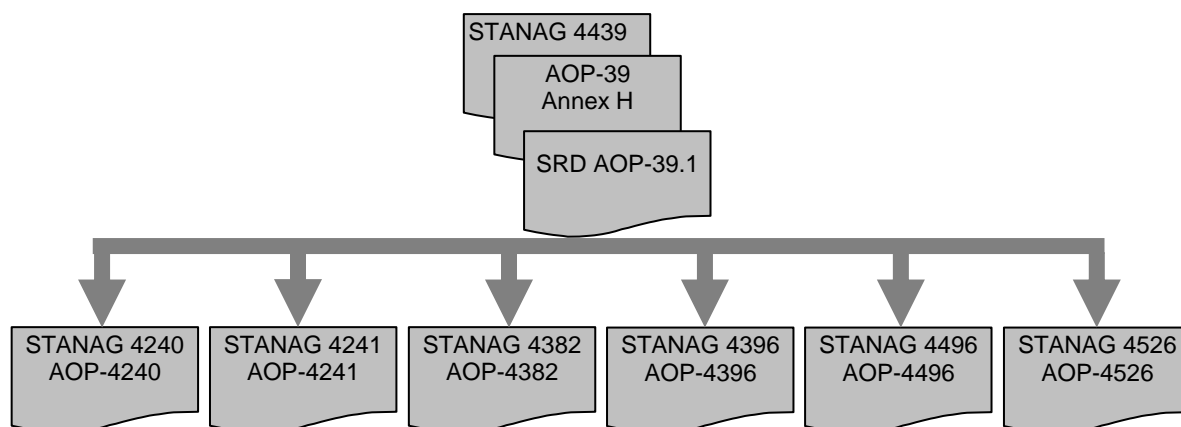 STANAG 4439
AOP-39
Annex H
SRD AOP-39.1
STANAG 4240
AOP-4240
STANAG 4241
AOP-4241
STANAG 4382
AOP-4382
STANAG 4396
AOP-4396
STANAG 4496
AOP-4496
STANAG 4526
AOP-4526